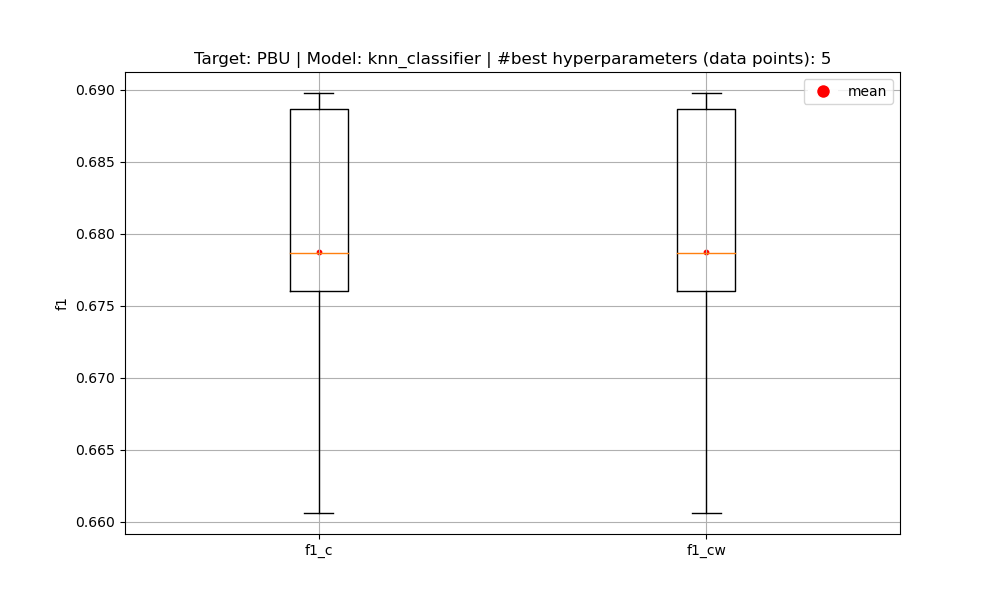 Target: PBU | Model: knn_classifier | #best hyperparameters (data points): 5
mean
0.690
0.685
0.680
0.675
0.670
0.665
0.660
f1
f1_c
f1_cw